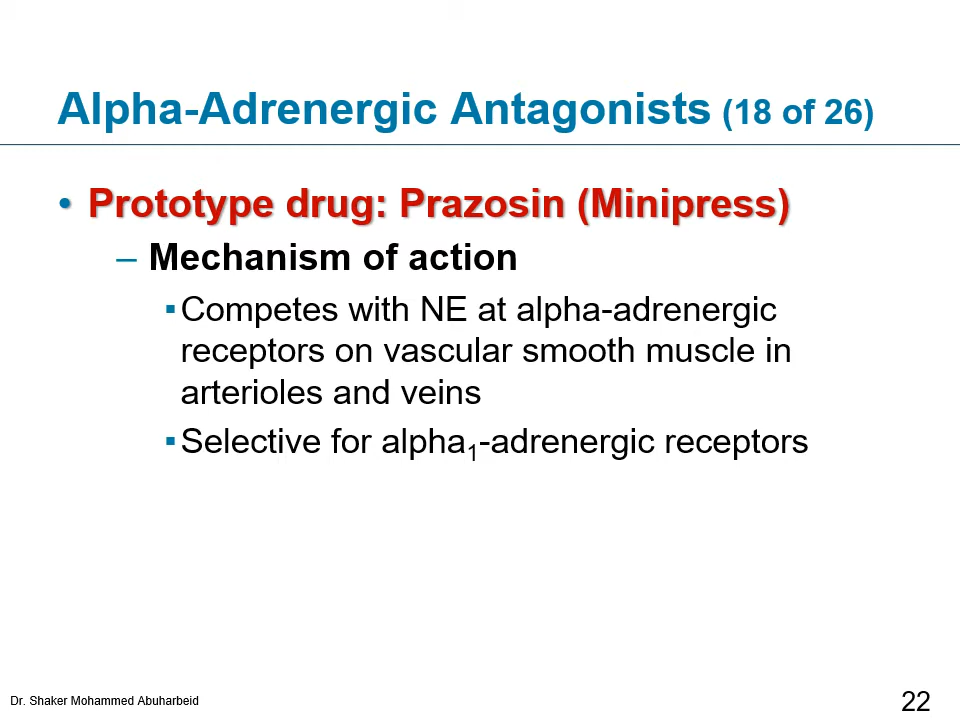 Alpha-Adrenergic Antagonists (18 of 26)
• Prototype drug: Prazosin (Minipress)
– Mechanism of action
▪ Competes with NE at alpha-adrenergic
receptors on vascular smooth muscle in
arterioles and veins
▪ Selective for alpha₁-adrenergic receptors
Dr. Shaker Mohammed Abuharbeid
22